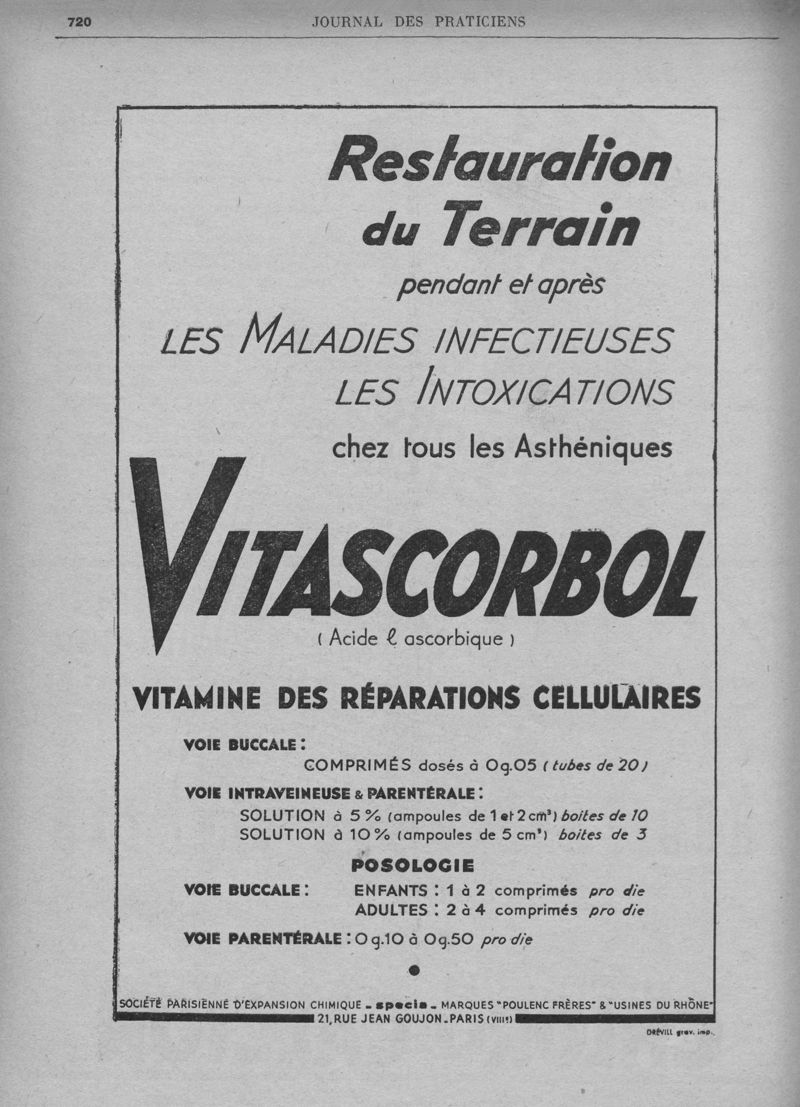 720
JOURNAL DES PRATICIENS
Restauration
du Terrain
pendant et après
LES MALADIES INFECTIEUSES
LES INTOXICATIONS
chez tous les Asthéniques
VITASCORBOL
( Acide l ascorbique )
VITAMINE DES RÉPARATIONS CELLULAIRES
VOIE BUCCALE :
COMPRIMÉS dosés à 0g.05 ( tubes de 20 )
VOIE INTRAVEINEUSE & PARENTÉRALE :
SOLUTION à 5 % (ampoules de 1 et 2 cm³) boites de 10
SOLUTION à 10 % (ampoules de 5 cm³) boites de 3
POSOLOGIE
VOIE BUCCALE : ENFANTS : 1 à 2 comprimés pro die
ADULTES : 2 à 4 comprimés pro die
VOIE PARENTÉRALE : 0g.10 à 0g.50 pro die
SOCIÉTÉ PARISIENNE D'EXPANSION CHIMIQUE - specia - MARQUES "POULENC FRÈRES" & "USINES DU RHÔNE"
21, RUE JEAN GOUJON - PARIS (VIIIe)
DRÉVILL grav. imp.